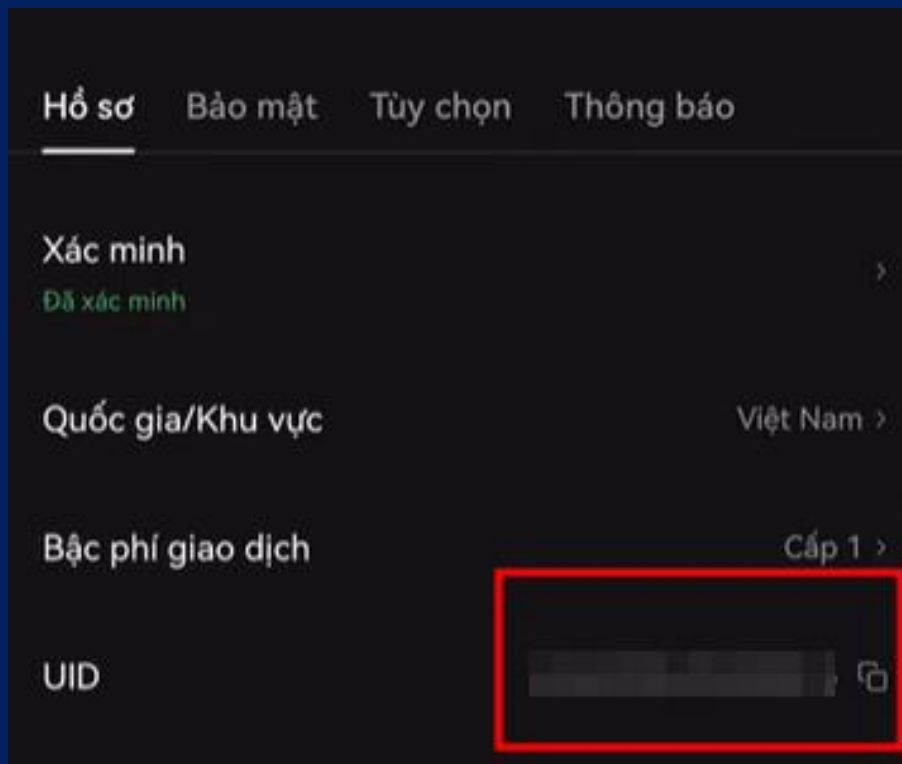 Hồ sơ Bảo mật Tùy chọn Thông báo
Xác minh
Đã xác minh
Quốc gia/Khu vực Việt Nam
Bậc phí giao dịch Cấp 1
UID